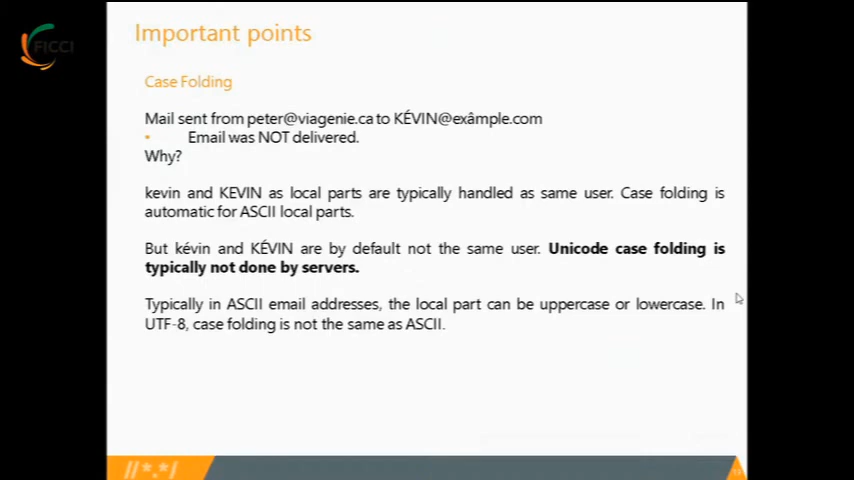 FICCI
Important points
Case Folding
Mail sent from peter@viagenie.ca to KÉVIN@exâmple.com
• Email was NOT delivered.
Why?
kevin and KEVIN as local parts are typically handled as same user. Case folding is
automatic for ASCII local parts.
But kévin and KÉVIN are by default not the same user. Unicode case folding is
typically not done by servers.
Typically in ASCII email addresses, the local part can be uppercase or lowercase. In
UTF-8, case folding is not the same as ASCII.
//*.*/